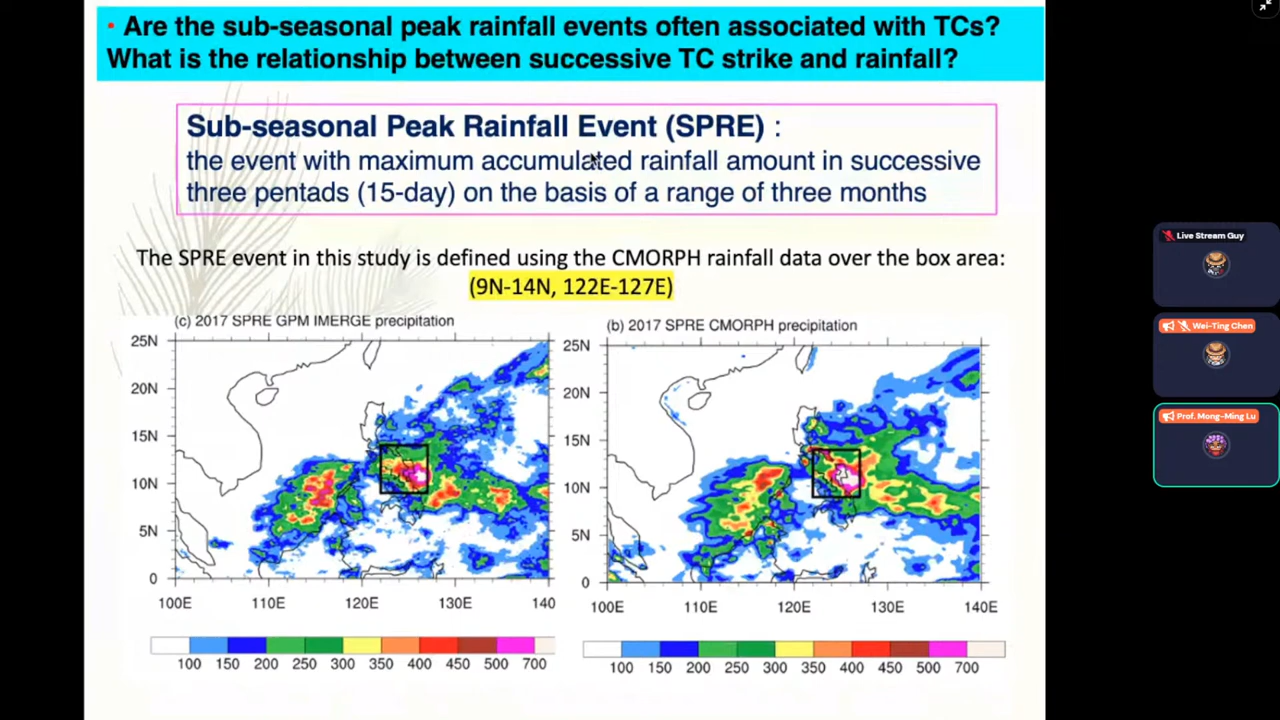 • Are the sub-seasonal peak rainfall events often associated with TCs?
What is the relationship between successive TC strike and rainfall?
Sub-seasonal Peak Rainfall Event (SPRE) :
the event with maximum accumulated rainfall amount in successive
three pentads (15-day) on the basis of a range of three months
The SPRE event in this study is defined using the CMORPH rainfall data over the box area:
(9N-14N, 122E-127E)
(c) 2017 SPRE GPM IMERGE precipitation
25N
20N
15N
10N
5N
0
100E 110E 120E 130E 140
100 150 200 250 300 350 400 450 500 700
(b) 2017 SPRE CMORPH precipitation
25N
20N
15N
10N
5N
0
100E 110E 120E 130E 140E
100 150 200 250 300 350 400 450 500 700
Live Stream Guy
Wei-Ting Chen
Prof. Mong-Ming Lu